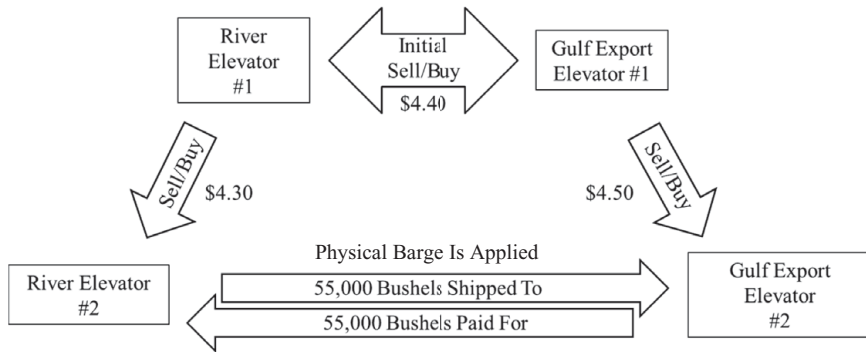 River
Elevator
#1
Initial
Sell/Buy
$4.40
Gulf Export
Elevator #1
Sell/Buy
$4.30
$4.50
Sell/Buy
Physical Barge Is Applied
River Elevator
#2
55,000 Bushels Shipped To
55,000 Bushels Paid For
Gulf Export
Elevator
#2